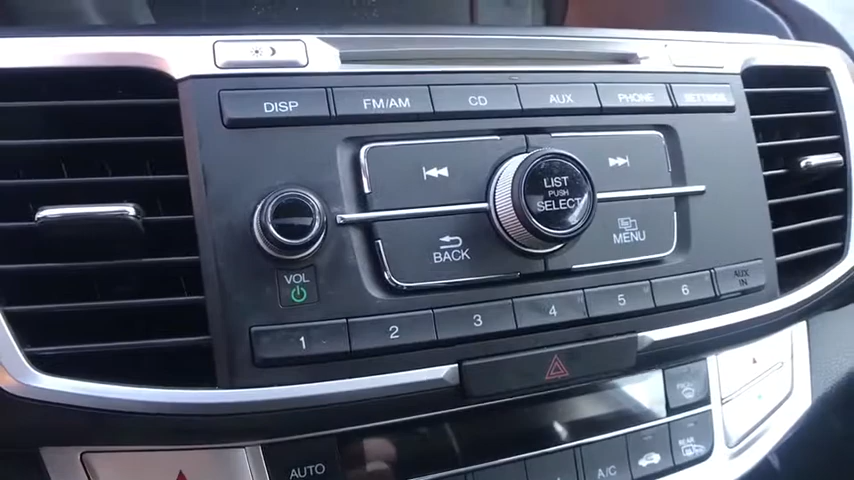 DISP
FM/AM
CD
AUX
PHONE
SETTINGS
LIST
PUSH
SELECT
BACK
MENU
VOL
AUX
IN
1
2
3
4
5
6
AUTO
A/C
REAR